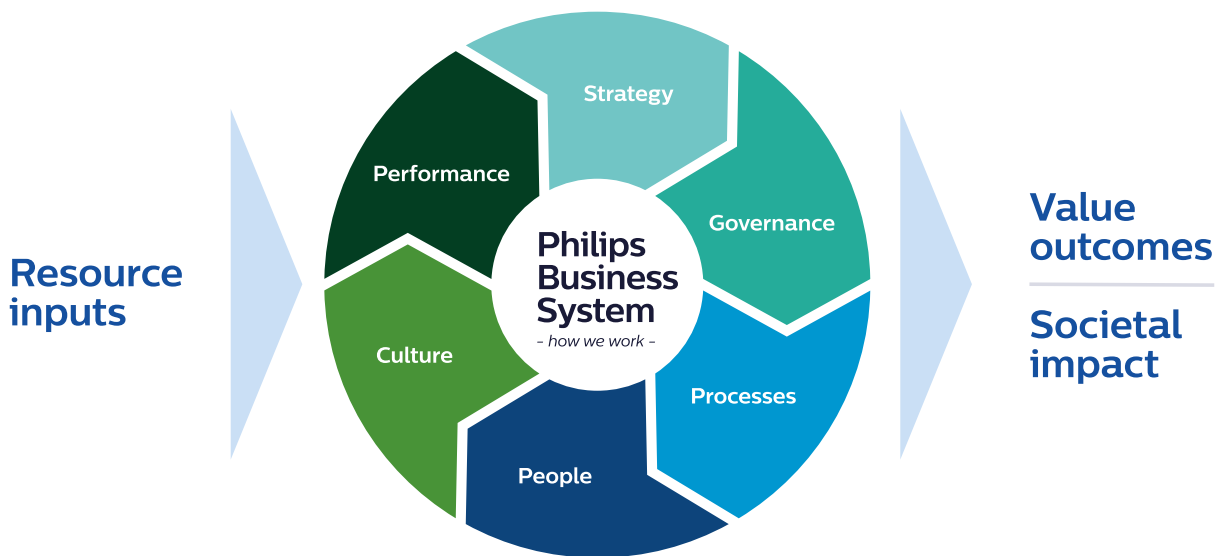 Resource
inputs
Strategy
Performance
Governance
Philips
Business
System
- how we work -
Culture
Processes
People
Value
outcomes
Societal
impact